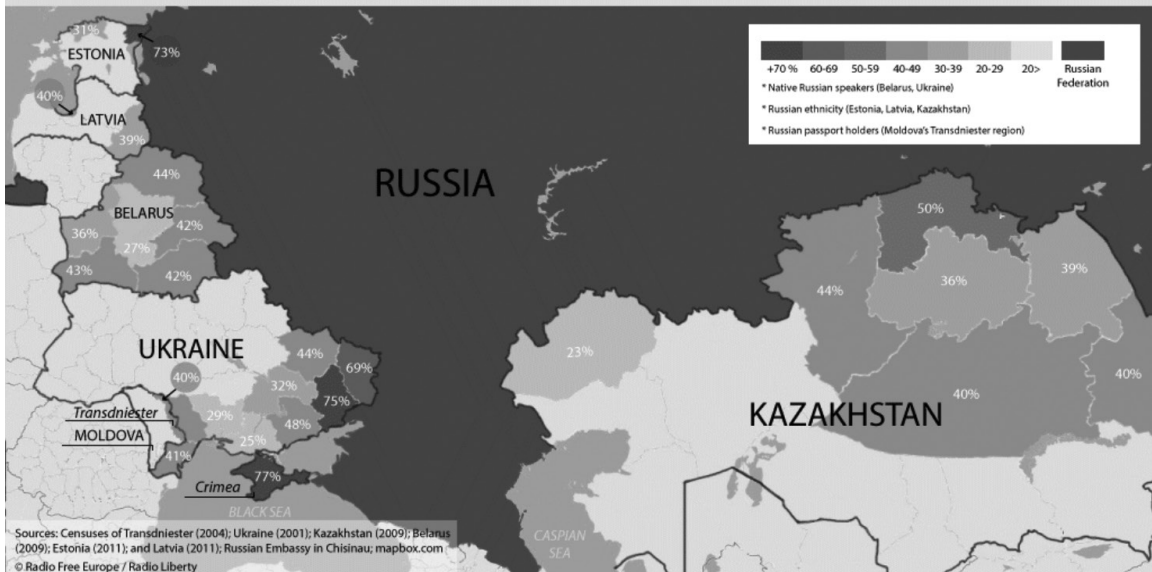 31%
ESTONIA
73%
40%
LATVIA
39%
44%
BELARUS
42%
36%
27%
43%
42%
RUSSIA
+70 % 60-69 50-59 40-49 30-39 20-29 20> Russian
Federation
* Native Russian speakers (Belarus, Ukraine)
* Russian ethnicity (Estonia, Latvia, Kazakhstan)
* Russian passport holders (Moldova's Transdniester region)
50%
39%
36%
44%
UKRAINE
44%
69%
40%
32%
75%
29%
48%
25%
Transdniester
MOLDOVA
41%
77%
Crimea
BLACK SEA
23%
40%
40%
KAZAKHSTAN
CASPIAN
SEA
Sources: Censuses of Transdniester (2004); Ukraine (2001); Kazakhstan (2009); Belarus
(2009); Estonia (2011); and Latvia (2011); Russian Embassy in Chisinau; mapbox.com
© Radio Free Europe / Radio Liberty